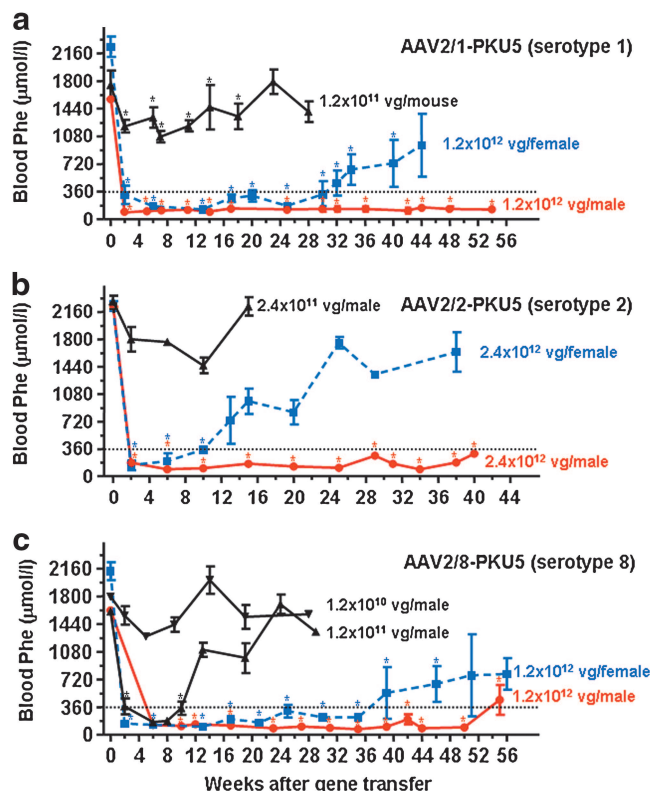 a
AAV2/1-PKU5 (serotype 1)
Blood Phe (µmol/l)
2160
1800
1440
1080
720
360
0
1.2x10¹¹ vg/mouse
1.2x10¹² vg/female
1.2x10¹² vg/male
0 4 8 12 16 20 24 28 32 36 40 44 48 52 56
b
AAV2/2-PKU5 (serotype 2)
Blood Phe (µmol/l)
2160
1800
1440
1080
720
360
0
2.4x10¹¹ vg/male
2.4x10¹² vg/female
2.4x10¹² vg/male
0 4 8 12 16 20 24 28 32 36 40 44
c
AAV2/8-PKU5 (serotype 8)
Blood Phe (µmol/l)
2160
1800
1440
1080
720
360
0
1.2x10¹⁰ vg/male
1.2x10¹¹ vg/male
1.2x10¹² vg/female
1.2x10¹² vg/male
0 4 8 12 16 20 24 28 32 36 40 44 48 52 56
Weeks after gene transfer